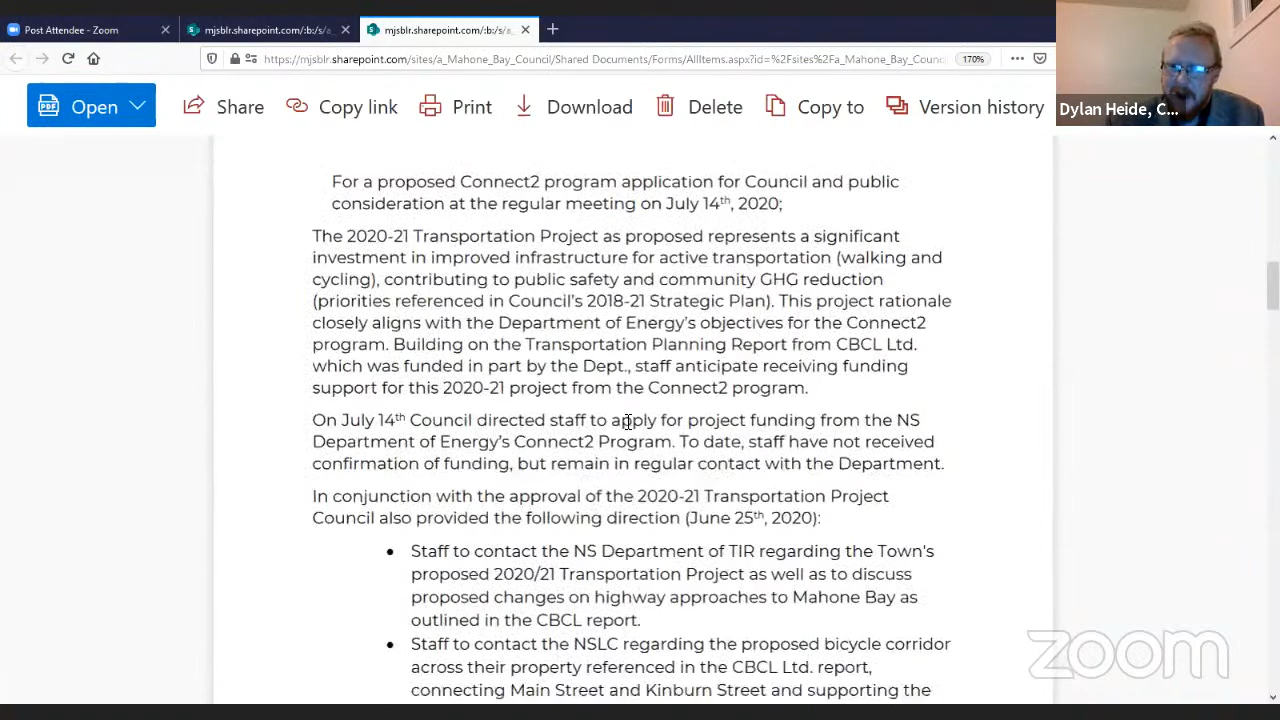 Post Attendee - Zoom
mjsblr.sharepoint.com/:b:/s/a_
mjsblr.sharepoint.com/:b:/s/a_
https://mjsblr.sharepoint.com/sites/a_Mahone_Bay_Council/Shared Documents/Forms/AllItems.aspx?id=%2Fsites%2Fa_Mahone_Bay_Counc
170%
PDF
Open
Share
Copy link
Print
Download
Delete
Copy to
Version history
Dylan Heide, C...
For a proposed Connect2 program application for Council and public
consideration at the regular meeting on July 14th, 2020;
The 2020-21 Transportation Project as proposed represents a significant
investment in improved infrastructure for active transportation (walking and
cycling), contributing to public safety and community GHG reduction
(priorities referenced in Council's 2018-21 Strategic Plan). This project rationale
closely aligns with the Department of Energy's objectives for the Connect2
program. Building on the Transportation Planning Report from CBCL Ltd.
which was funded in part by the Dept., staff anticipate receiving funding
support for this 2020-21 project from the Connect2 program.
On July 14th Council directed staff to apply for project funding from the NS
Department of Energy's Connect2 Program. To date, staff have not received
confirmation of funding, but remain in regular contact with the Department.
In conjunction with the approval of the 2020-21 Transportation Project
Council also provided the following direction (June 25th, 2020):
• Staff to contact the NS Department of TIR regarding the Town's
proposed 2020/21 Transportation Project as well as to discuss
proposed changes on highway approaches to Mahone Bay as
outlined in the CBCL report.
• Staff to contact the NSLC regarding the proposed bicycle corridor
across their property referenced in the CBCL Ltd. report,
connecting Main Street and Kinburn Street and supporting the
zoom